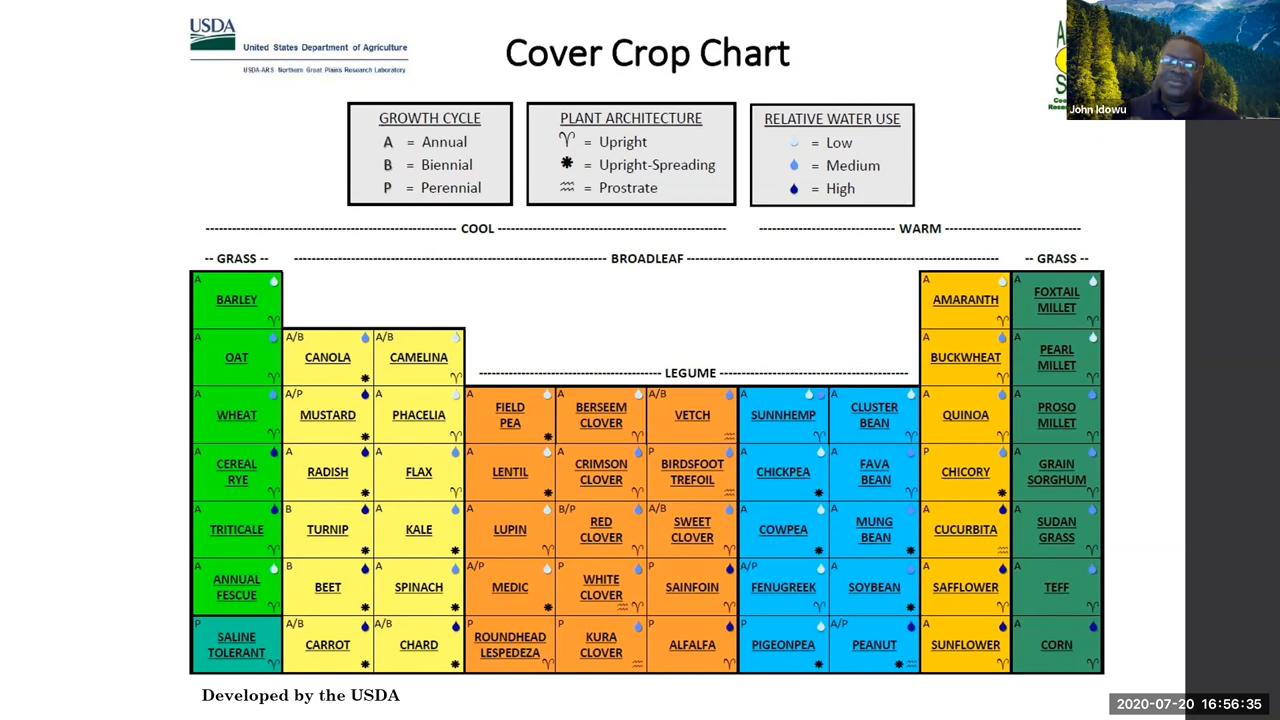 USDA
United States Department of Agriculture
USDA-ARS Northern Great Plains Research Laboratory
Cover Crop Chart
John Idowu
GROWTH CYCLE
A = Annual
B = Biennial
P = Perennial
PLANT ARCHITECTURE
= Upright
= Upright-Spreading
= Prostrate
RELATIVE WATER USE
= Low
= Medium
= High
COOL
WARM
-- GRASS --
BROADLEAF
-- GRASS --
A BARLEY
A AMARANTH
A FOXTAIL MILLET
A OAT
A/B CANOLA
A/B CAMELINA
LEGUME
A BUCKWHEAT
A PEARL MILLET
A WHEAT
A/P MUSTARD
A PHACELIA
A FIELD PEA
A BERSEEM CLOVER
A/B VETCH
A SUNNHEMP
A CLUSTER BEAN
A QUINOA
A PROSO MILLET
A CEREAL RYE
A RADISH
A FLAX
A LENTIL
A CRIMSON CLOVER
P BIRDSFOOT TREFOIL
A CHICKPEA
A FAVA BEAN
P CHICORY
A GRAIN SORGHUM
A TRITICALE
B TURNIP
A KALE
A LUPIN
B/P RED CLOVER
A/B SWEET CLOVER
A COWPEA
A MUNG BEAN
A CUCURBITA
A SUDAN GRASS
A ANNUAL FESCUE
B BEET
A SPINACH
A/P MEDIC
P WHITE CLOVER
P SAINFOIN
A/P FENUGREEK
A SOYBEAN
A SAFFLOWER
A TEFF
P SALINE TOLERANT
A/B CARROT
A/B CHARD
P ROUNDHEAD LESPEDEZA
P KURA CLOVER
P ALFALFA
P PIGEONPEA
A/P PEANUT
A SUNFLOWER
A CORN
Developed by the USDA
2020-07-20 16:56:35